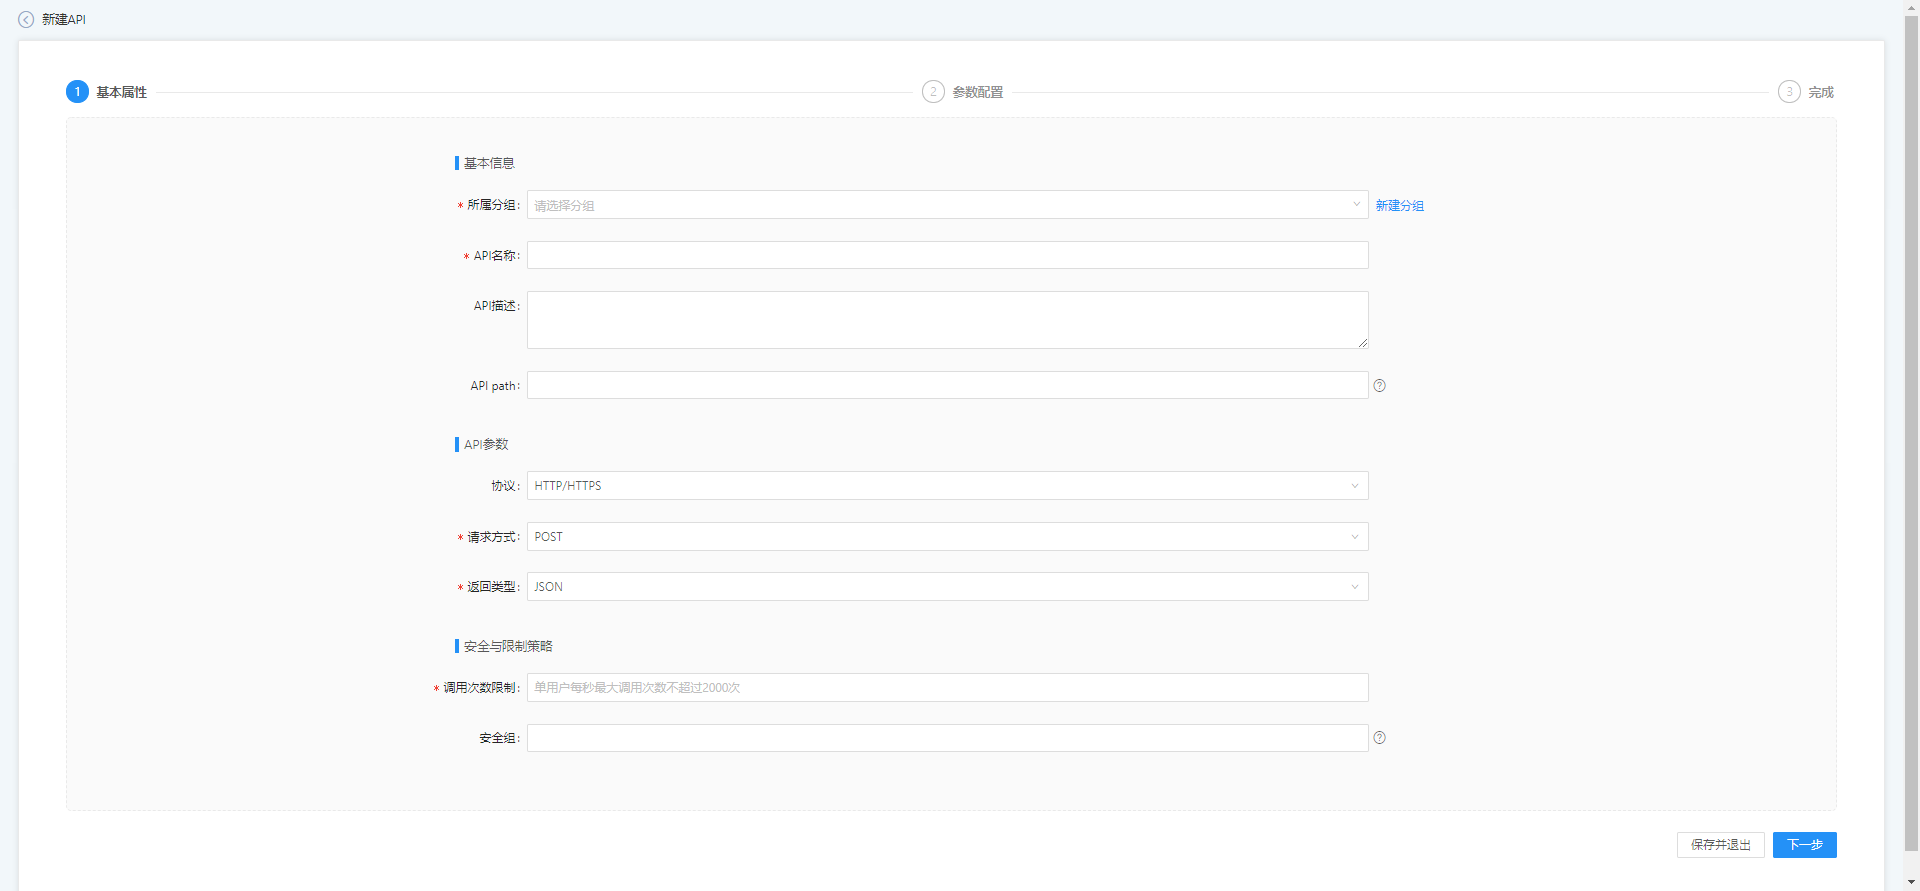 新建API
1 基本属性 2 参数配置 3 完成
基本信息
* 所属分组: 请选择分组 新建分组
* API名称:
API描述:
API path:
API参数
协议: HTTP/HTTPS
* 请求方式: POST
* 返回类型: JSON
安全与限制策略
* 调用次数限制: 单用户每秒最大调用次数不超过2000次
安全组:
保存并退出 下一步